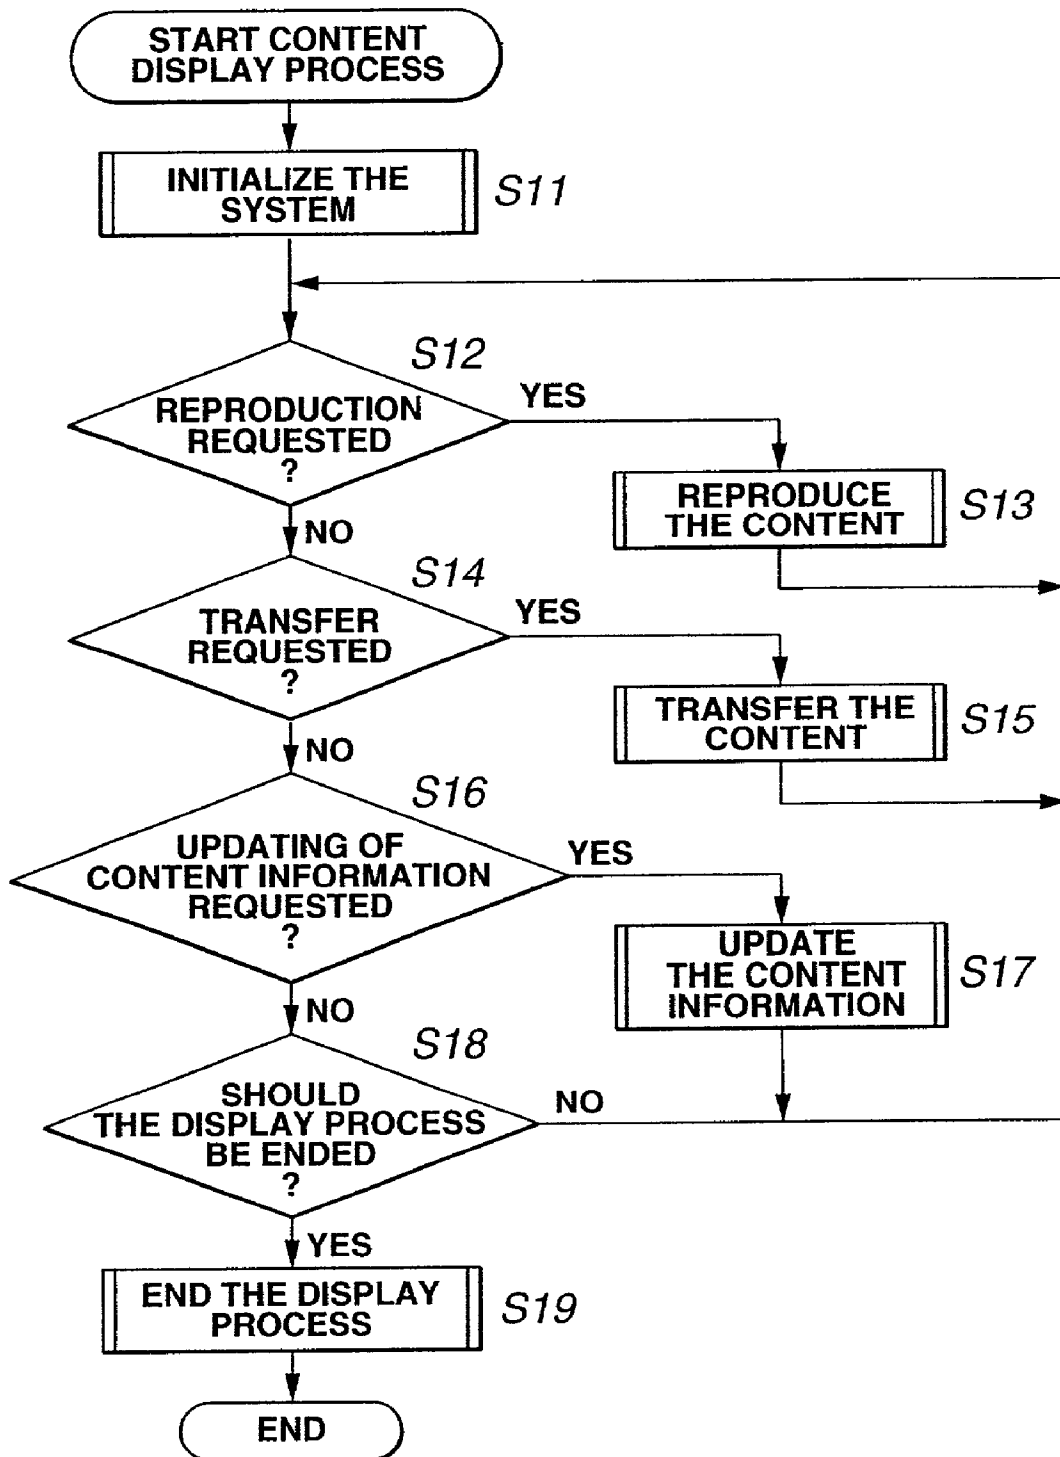 START CONTENT
DISPLAY PROCESS
INITIALIZE THE
SYSTEM
S11
S12
REPRODUCTION
REQUESTED
?
YES
REPRODUCE
THE CONTENT
S13
NO
S14
TRANSFER
REQUESTED
?
YES
TRANSFER THE
CONTENT
S15
NO
S16
UPDATING OF
CONTENT INFORMATION
REQUESTED
?
YES
UPDATE
THE CONTENT
INFORMATION
S17
NO
S18
SHOULD
THE DISPLAY PROCESS
BE ENDED
?
NO
YES
END THE DISPLAY
PROCESS
S19
END